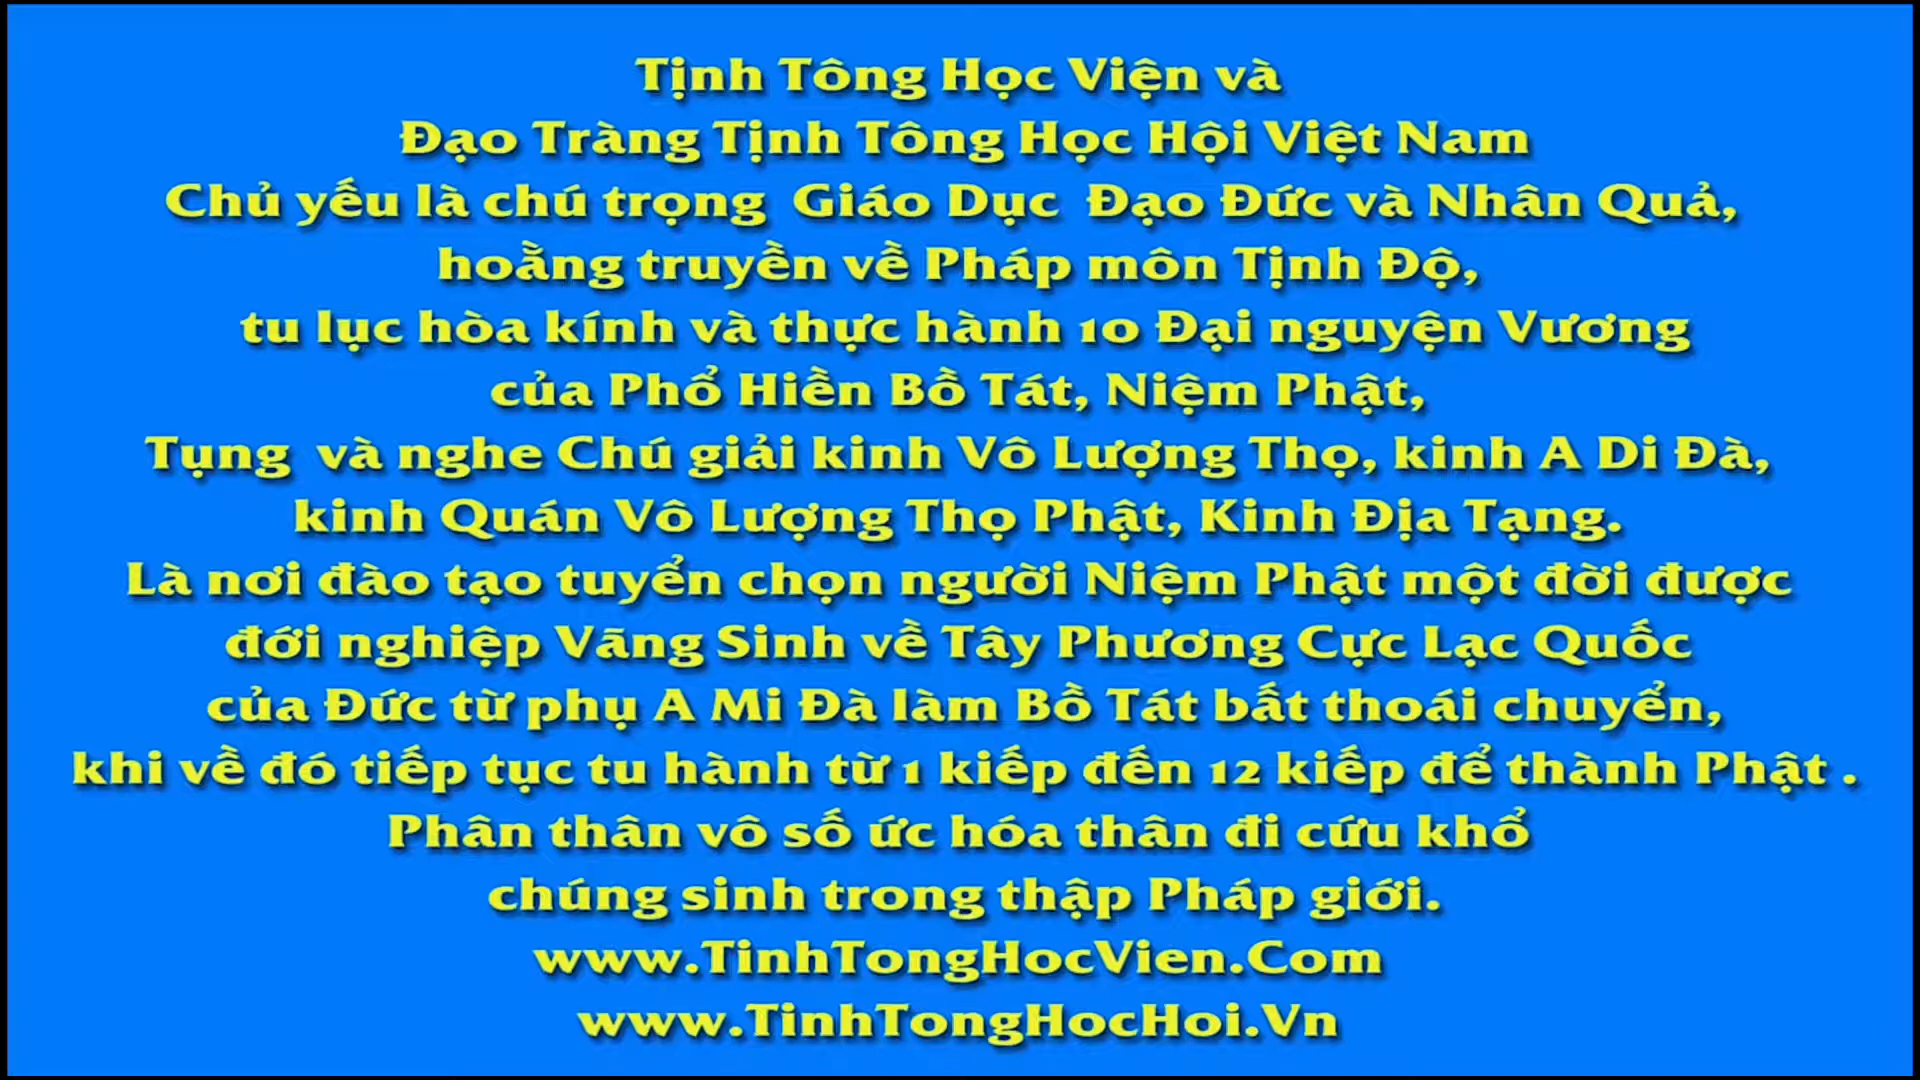 Tịnh Tông Học Viện và
Đạo Tràng Tịnh Tông Học Hội Việt Nam
Chủ yếu là chú trọng Giáo Dục Đạo Đức và Nhân Quả,
hoằng truyền về Pháp môn Tịnh Độ,
tu lục hòa kính và thực hành 10 Đại nguyện Vương
của Phổ Hiền Bồ Tát, Niệm Phật,
Tụng và nghe Chú giải kinh Vô Lượng Thọ, kinh A Di Đà,
kinh Quán Vô Lượng Thọ Phật, Kinh Địa Tạng.
Là nơi đào tạo tuyển chọn người Niệm Phật một đời được
đới nghiệp Vãng Sinh về Tây Phương Cực Lạc Quốc
của Đức từ phụ A Mi Đà làm Bồ Tát bất thoái chuyển,
khi về đó tiếp tục tu hành từ 1 kiếp đến 12 kiếp để thành Phật .
Phân thân vô số ức hóa thân đi cứu khổ
chúng sinh trong thập Pháp giới.
www.TinhTongHocVien.Com
www.TinhTongHocHoi.Vn